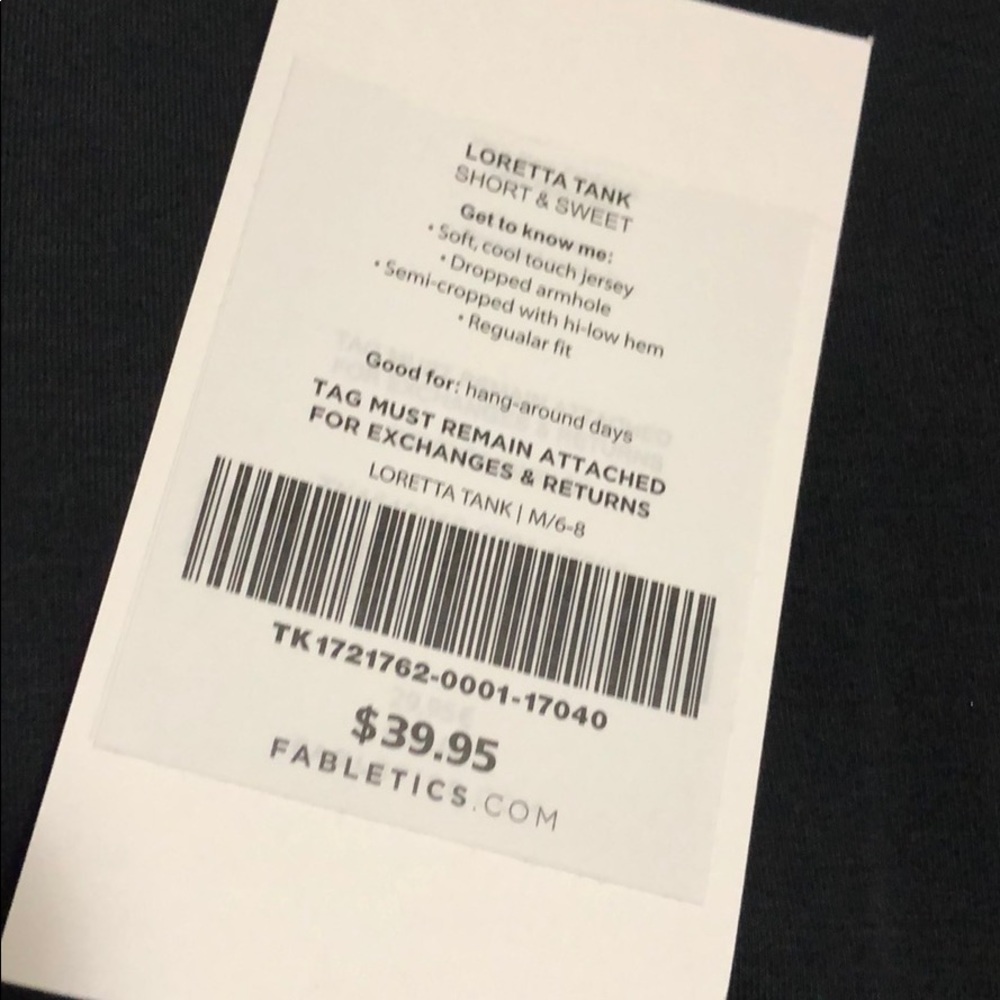 LORETTA TANK
SHORT & SWEET
Get to know me:
• Soft, cool touch jersey
• Dropped armhole
• Semi-cropped with hi-low hem
• Regualar fit
Good for: hang-around days
TAG MUST REMAIN ATTACHED
FOR EXCHANGES & RETURNS
LORETTA TANK | M/6-8
TK1721762-0001-17040
$39.95
FABLETICS.COM